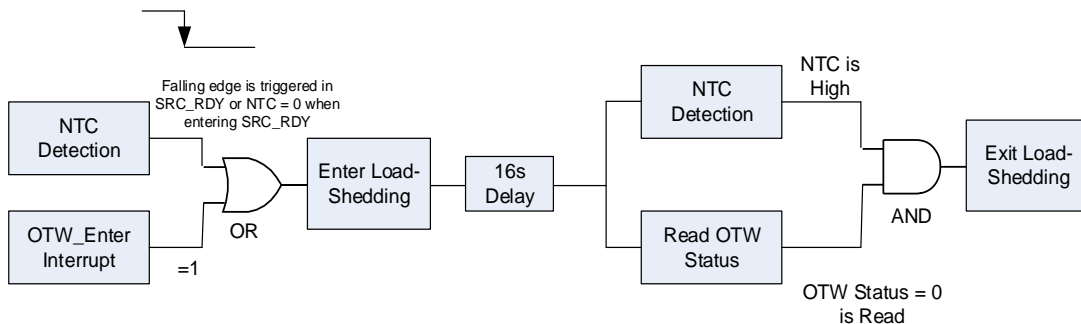 Falling edge is triggered in
SRC_RDY or NTC = 0 when
entering SRC_RDY
NTC
Detection
OTW_Enter
Interrupt
=1
OR
Enter Load-
Shedding
16s
Delay
NTC
Detection
NTC is
High
Read OTW
Status
OTW Status = 0
is Read
AND
Exit Load-
Shedding